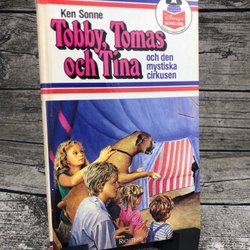 Ken Sonne
Tobby, Tomas
och Tina
och den
mystiska
cirkusen